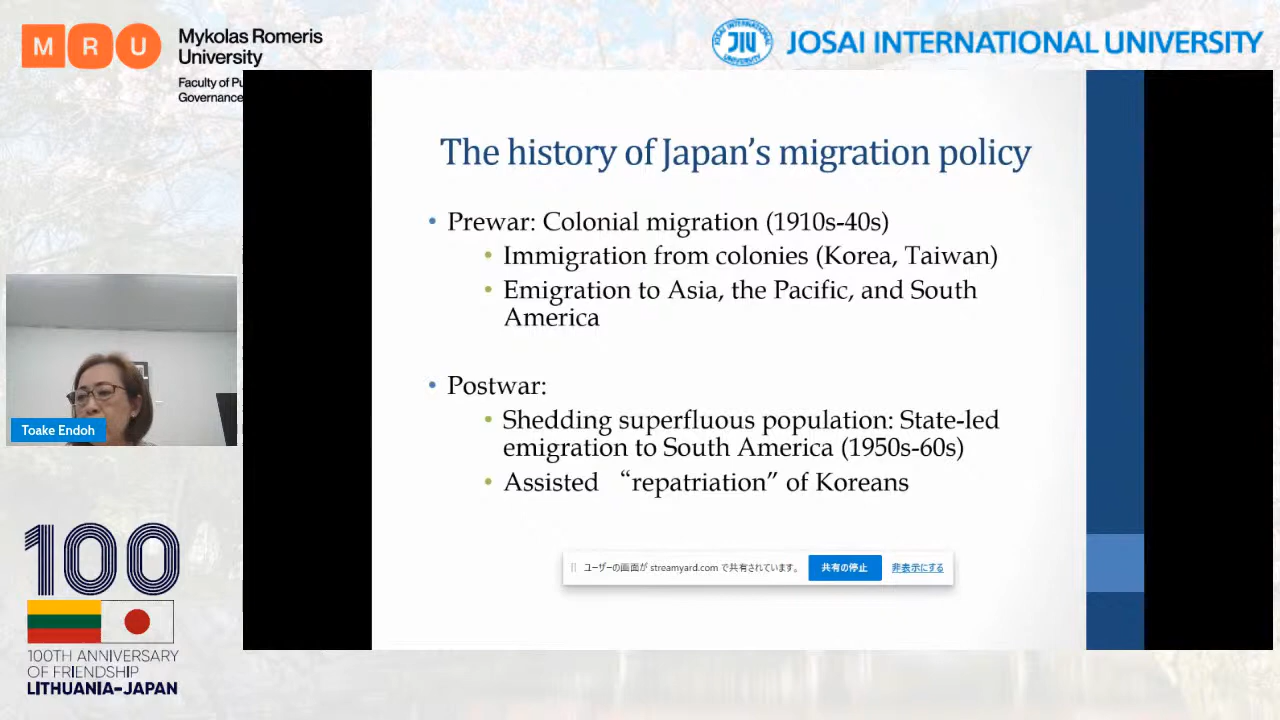 MRU
Mykolas Romeris
University
Faculty of Pu
Governance
JIU
JOSAI INTERNATIONAL UNIVERSITY
The history of Japan’s migration policy
• Prewar: Colonial migration (1910s-40s)
• Immigration from colonies (Korea, Taiwan)
• Emigration to Asia, the Pacific, and South
America
• Postwar:
• Shedding superfluous population: State-led
emigration to South America (1950s-60s)
• Assisted “repatriation” of Koreans
ユーザーの画面が streamyard.com で共有されています。 共有の停止 非表示にする
Toake Endoh
100
100TH ANNIVERSARY
OF FRIENDSHIP
LITHUANIA–JAPAN